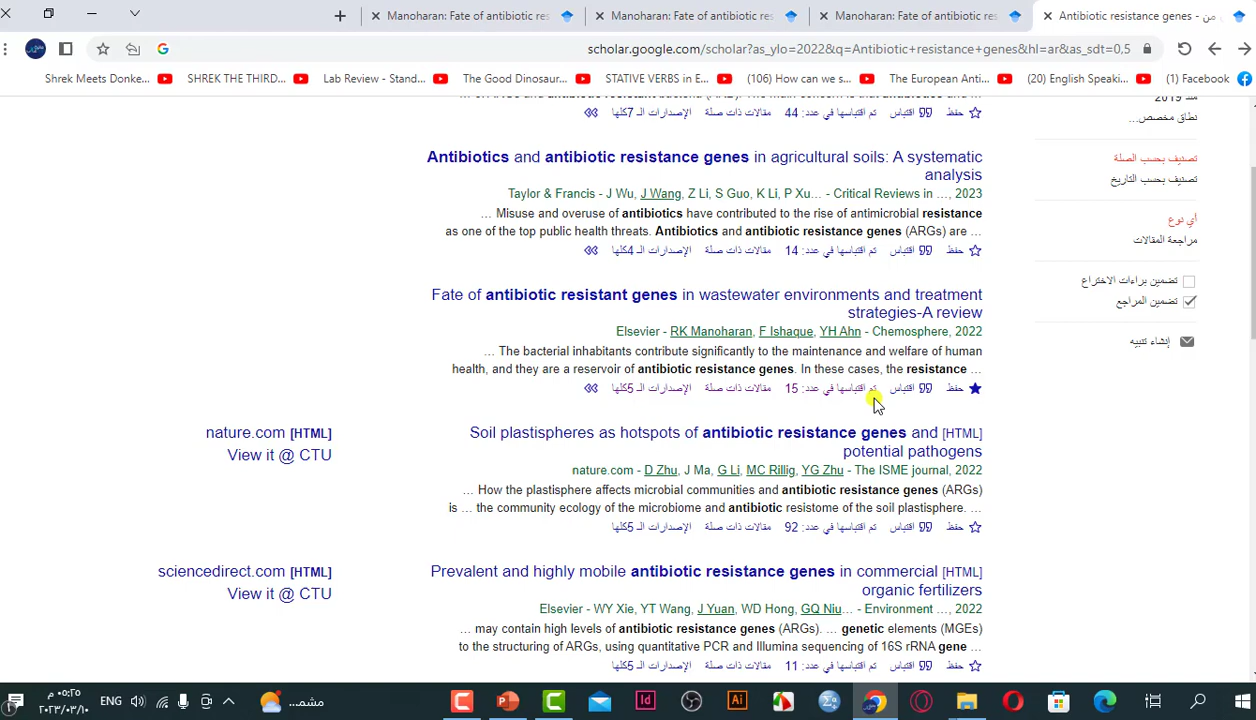 Manoharan: Fate of antibiotic res
Manoharan: Fate of antibiotic res
Manoharan: Fate of antibiotic res
Antibiotic resistance genes -
scholar.google.com/scholar?as_ylo=2022&q=Antibiotic+resistance+genes&hl=ar&as_sdt=0,5
Shrek Meets Donke...
SHREK THE THIRD...
Lab Review - Stand...
The Good Dinosaur...
STATIVE VERBS in E...
(106) How can we s...
The European Anti...
(20) English Speaki...
(1) Facebook
منذ 2019
نطاق مخصص...
تصنيف بحسب الصلة
تصنيف بحسب التاريخ
أي نوع
مراجعة المقالات
تضمين براءات الاختراع
تضمين المراجع
إنشاء تنبيه
حفظ اقتباس تم اقتباسها في عدد: 44 مقالات ذات صلة الإصدارات الـ 7كلها
Antibiotics and antibiotic resistance genes in agricultural soils: A systematic
analysis
Taylor & Francis - J Wu, J Wang, Z Li, S Guo, K Li, P Xu... - Critical Reviews in …, 2023
... Misuse and overuse of antibiotics have contributed to the rise of antimicrobial resistance
as one of the top public health threats. Antibiotics and antibiotic resistance genes (ARGs) are ...
حفظ اقتباس تم اقتباسها في عدد: 14 مقالات ذات صلة الإصدارات الـ 4كلها
Fate of antibiotic resistant genes in wastewater environments and treatment
strategies-A review
Elsevier - RK Manoharan, F Ishaque, YH Ahn - Chemosphere, 2022
... The bacterial inhabitants contribute significantly to the maintenance and welfare of human
health, and they are a reservoir of antibiotic resistance genes. In these cases, the resistance ...
حفظ اقتباس تم اقتباسها في عدد: 15 مقالات ذات صلة الإصدارات الـ 5كلها
Soil plastispheres as hotspots of antibiotic resistance genes and [HTML]
potential pathogens
nature.com - D Zhu, J Ma, G Li, MC Rillig, YG Zhu - The ISME journal, 2022
... How the plastisphere affects microbial communities and antibiotic resistance genes (ARGs)
is ... the community ecology of the microbiome and antibiotic resistome of the soil plastisphere. ...
حفظ اقتباس تم اقتباسها في عدد: 92 مقالات ذات صلة الإصدارات الـ 5كلها
nature.com [HTML]
View it @ CTU
Prevalent and highly mobile antibiotic resistance genes in commercial [HTML]
organic fertilizers
Elsevier - WY Xie, YT Wang, J Yuan, WD Hong, GQ Niu... - Environment …, 2022
... may contain high levels of antibiotic resistance genes (ARGs). ... genetic elements (MGEs)
to the structuring of ARGs, using quantitative PCR and Illumina sequencing of 16S rRNA gene ...
حفظ اقتباس تم اقتباسها في عدد: 11 مقالات ذات صلة الإصدارات الـ 5كلها
sciencedirect.com [HTML]
View it @ CTU
٠٥:٢٥ م
٢٠٢٣/٠٣/١٠
ENG
مشمـ...